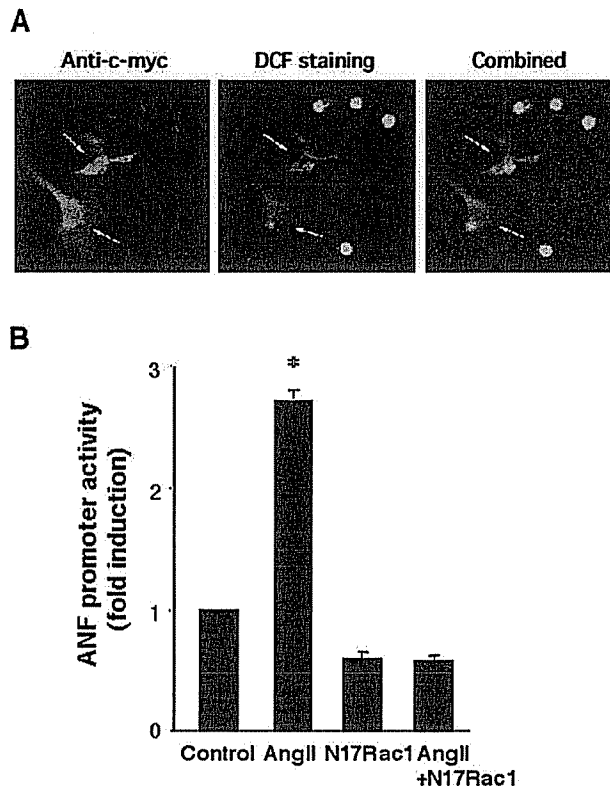 A
Anti-c-myc DCF staining Combined
B
*
3
2
1
0
ANF promoter activity
(fold induction)
Control AngII N17Rac1 AngII
+N17Rac1